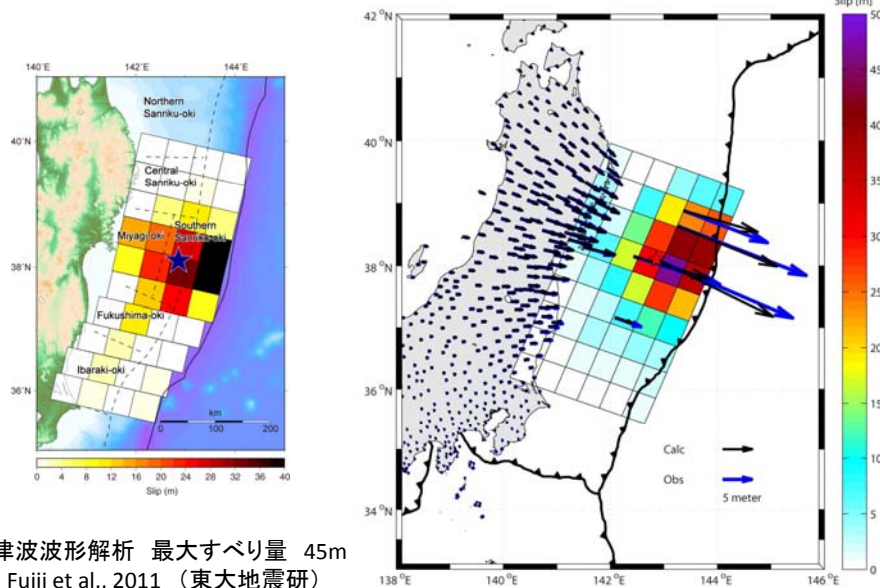 140˚E
142˚E
144˚E
40˚N
38˚N
36˚N
Northern
Sanriku-oki
Central
Sanriku-oki
Miyagi-oki
Southern
Sanriku-oki
Fukushima-oki
Ibaraki-oki
km
0 100 200
0 4 8 12 16 20 24 28 32 36 40
Slip (m)
津波波形解析 最大すべり量 45m
Fujii et al., 2011 (東大地震研)
42˚N
40˚N
38˚N
36˚N
34˚N
138˚E
140˚E
142˚E
144˚E
146˚E
Calc
Obs
5 meter
Slip [m]
50
45
40
35
30
25
20
15
10
5
0